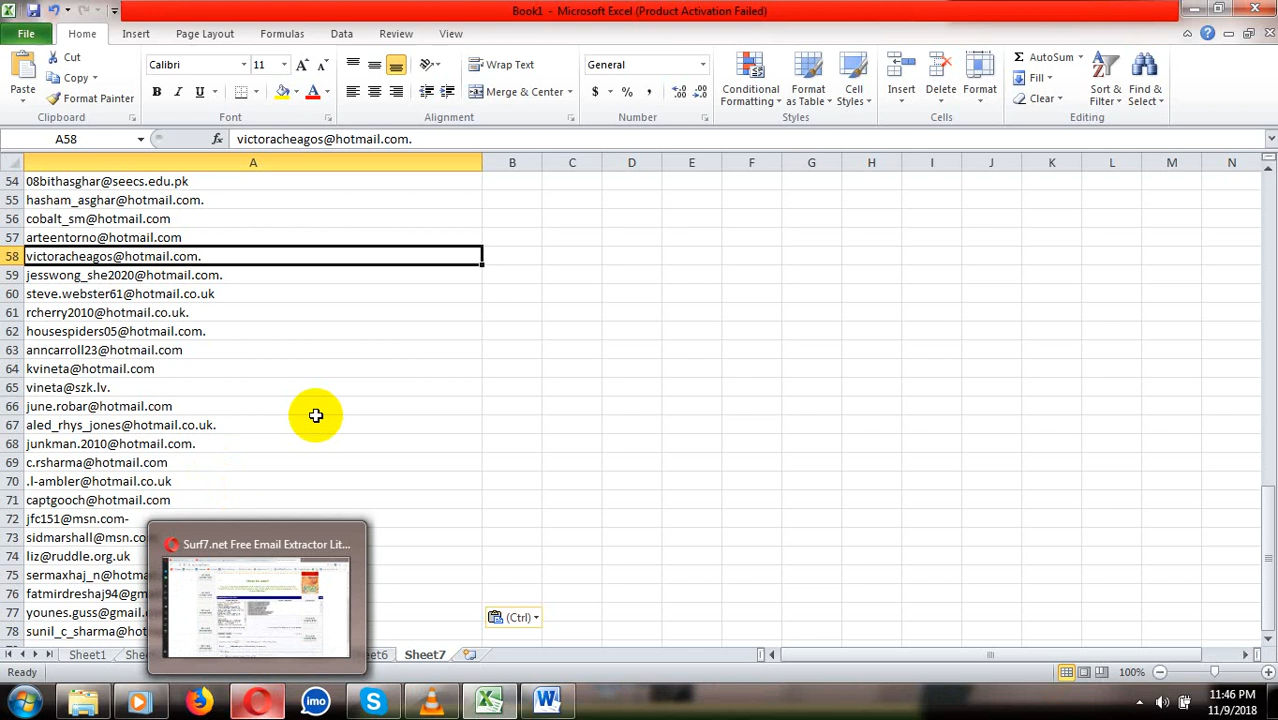 Book1 - Microsoft Excel (Product Activation Failed)
File Home Insert Page Layout Formulas Data Review View
Cut
Copy
Format Painter
Paste
Clipboard
Calibri 11
B I U
Font
Wrap Text
Merge & Center
Alignment
General
$ % ,
Number
Conditional Formatting
Format as Table
Cell Styles
Styles
Insert Delete Format
Cells
AutoSum
Fill
Clear
Sort & Filter
Find & Select
Editing
A58 fx victoracheagos@hotmail.com.
A B C D E F G H I J K L M N
54 08bithasghar@seecs.edu.pk
55 hasham_asghar@hotmail.com.
56 cobalt_sm@hotmail.com
57 arteentorno@hotmail.com
58 victoracheagos@hotmail.com.
59 jesswong_she2020@hotmail.com.
60 steve.webster61@hotmail.co.uk
61 rcherry2010@hotmail.co.uk.
62 housespiders05@hotmail.com.
63 anncarroll23@hotmail.com
64 kvineta@hotmail.com
65 vineta@szk.lv.
66 june.robar@hotmail.com
67 aled_rhys_jones@hotmail.co.uk.
68 junkman.2010@hotmail.com.
69 c.rsharma@hotmail.com
70 .l-ambler@hotmail.co.uk
71 captgooch@hotmail.com
72 jfc151@msn.com-
73 sidmarshall@msn.co
74 liz@ruddle.org.uk
75 sermaxhaj_n@hotma
76 fatmirdreshaj94@gm
77 younes.guss@gmail.c
78 sunil_c_sharma@hot
Surf7.net Free Email Extractor Lit...
(Ctrl)
Sheet1 She t6 Sheet7
Ready 100%
imo
11:46 PM
11/9/2018